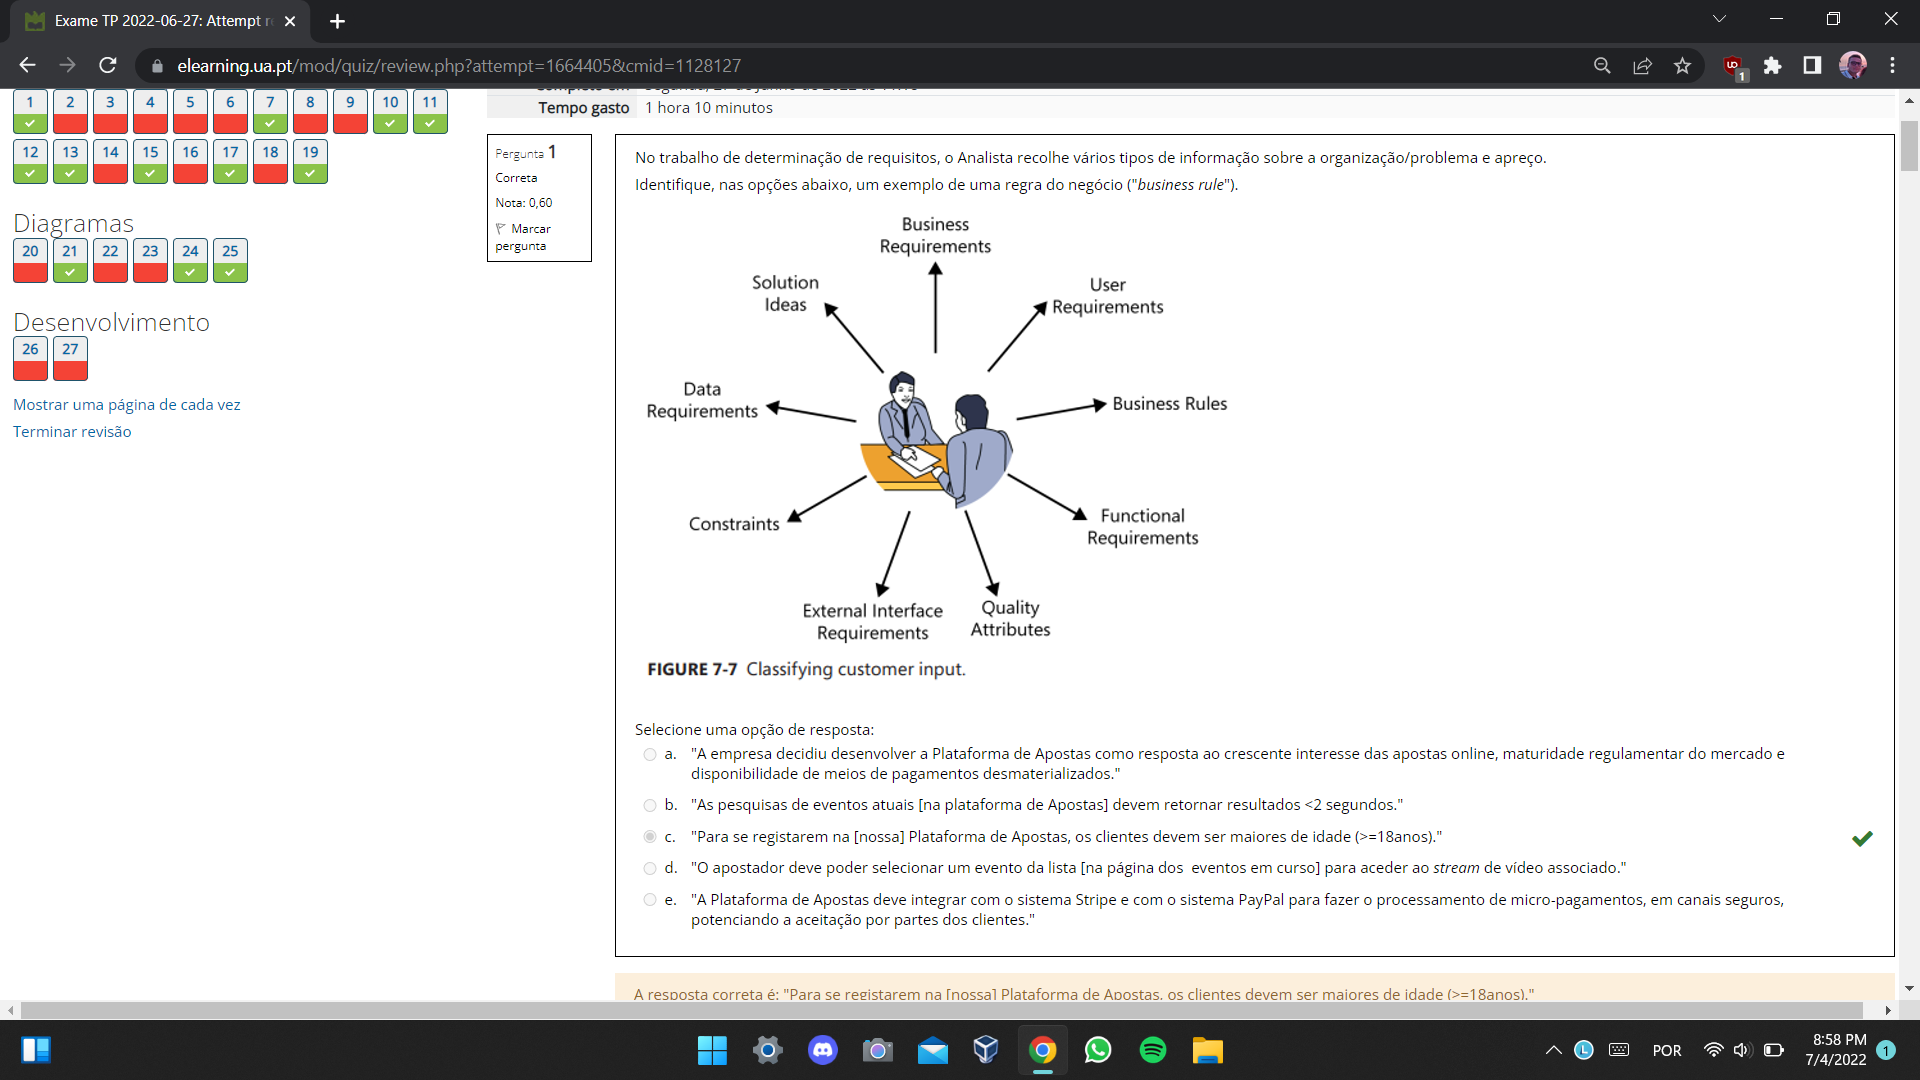 Exame TP 2022-06-27: Attempt r
elearning.ua.pt/mod/quiz/review.php?attempt=1664405&cmid=1128127
1
1 2 3 4 5 6 7 8 9 10 11
12 13 14 15 16 17 18 19
Diagramas
20 21 22 23 24 25
Desenvolvimento
26 27
Mostrar uma página de cada vez
Terminar revisão
Tempo gasto 1 hora 10 minutos
Pergunta 1
Correta
Nota: 0,60
Marcar
pergunta
No trabalho de determinação de requisitos, o Analista recolhe vários tipos de informação sobre a organização/problema e apreço.
Identifique, nas opções abaixo, um exemplo de uma regra do negócio ("business rule").
Business
Requirements
Solution
Ideas
User
Requirements
Data
Requirements
Business Rules
Constraints
Functional
Requirements
External Interface
Requirements
Quality
Attributes
FIGURE 7-7 Classifying customer input.
Selecione uma opção de resposta:
a. "A empresa decidiu desenvolver a Plataforma de Apostas como resposta ao crescente interesse das apostas online, maturidade regulamentar do mercado e
disponibilidade de meios de pagamentos desmaterializados."
b. "As pesquisas de eventos atuais [na plataforma de Apostas] devem retornar resultados <2 segundos."
c. "Para se registarem na [nossa] Plataforma de Apostas, os clientes devem ser maiores de idade (>=18anos)."
d. "O apostador deve poder selecionar um evento da lista [na página dos eventos em curso] para aceder ao stream de vídeo associado."
e. "A Plataforma de Apostas deve integrar com o sistema Stripe e com o sistema PayPal para fazer o processamento de micro-pagamentos, em canais seguros,
potenciando a aceitação por partes dos clientes."
A resposta correta é: "Para se registarem na [nossa] Plataforma de Apostas, os clientes devem ser maiores de idade (>=18anos)."
POR
8:58 PM
7/4/2022
1